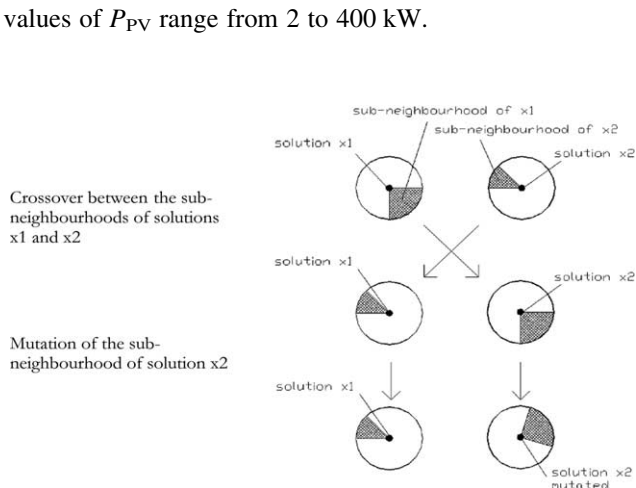 values of P_PV range from 2 to 400 kW.
sub-neighbourhood of x1
sub-neighbourhood of x2
solution x1
solution x2
Crossover between the sub-
neighbourhoods of solutions
x1 and x2
solution x1
solution x2
Mutation of the sub-
neighbourhood of solution x2
solution x1
solution x2
mutated